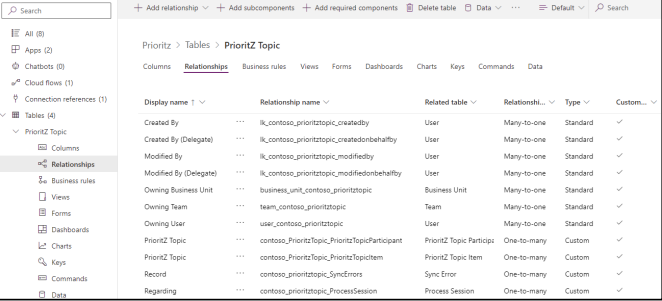 Search
Add relationship
Add subcomponents
Add required components
Delete table
Data
Default
Search
All (8)
Apps (2)
Chatbots (0)
Cloud flows (1)
Connection references (1)
Tables (4)
PrioritZ Topic
Columns
Relationships
Business rules
Views
Forms
Dashboards
Charts
Keys
Commands
Data
Prioritz > Tables > PrioritZ Topic
Columns Relationships Business rules Views Forms Dashboards Charts Keys Commands Data
Display name ↑ Relationship name Related table Relationshi... Type Custom...
Created By ··· lk_contoso_prioritztopic_createdby User Many-to-one Standard
Created By (Delegate) ··· lk_contoso_prioritztopic_createdonbehalfby User Many-to-one Standard
Modified By ··· lk_contoso_prioritztopic_modifiedby User Many-to-one Standard
Modified By (Delegate) ··· lk_contoso_prioritztopic_modifiedonbehalfby User Many-to-one Standard
Owning Business Unit ··· business_unit_contoso_prioritztopic Business Unit Many-to-one Standard
Owning Team ··· team_contoso_prioritztopic Team Many-to-one Standard
Owning User ··· user_contoso_prioritztopic User Many-to-one Standard
PrioritZ Topic ··· contoso_PrioritzTopic_PrioritzTopicParticipant PrioritZ Topic Particip One-to-many Custom
PrioritZ Topic ··· contoso_PrioritzTopic_PrioritzTopicItem PrioritZ Topic Item One-to-many Custom
Record ··· contoso_prioritztopic_SyncErrors Sync Error One-to-many Custom
Regarding ··· contoso_prioritztopic_ProcessSession Process Session One-to-many Custom